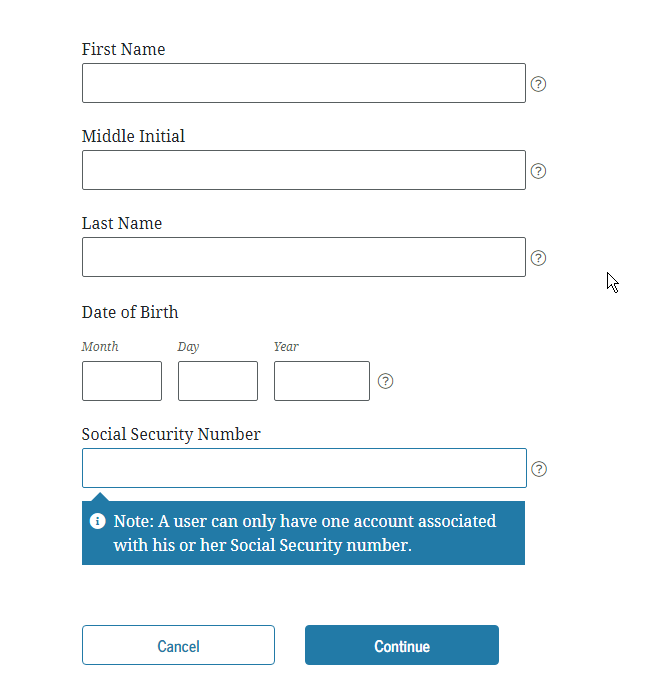 First Name
?
Middle Initial
?
Last Name
?
Date of Birth
Month Day Year
?
Social Security Number
?
i Note: A user can only have one account associated
with his or her Social Security number.
Cancel Continue